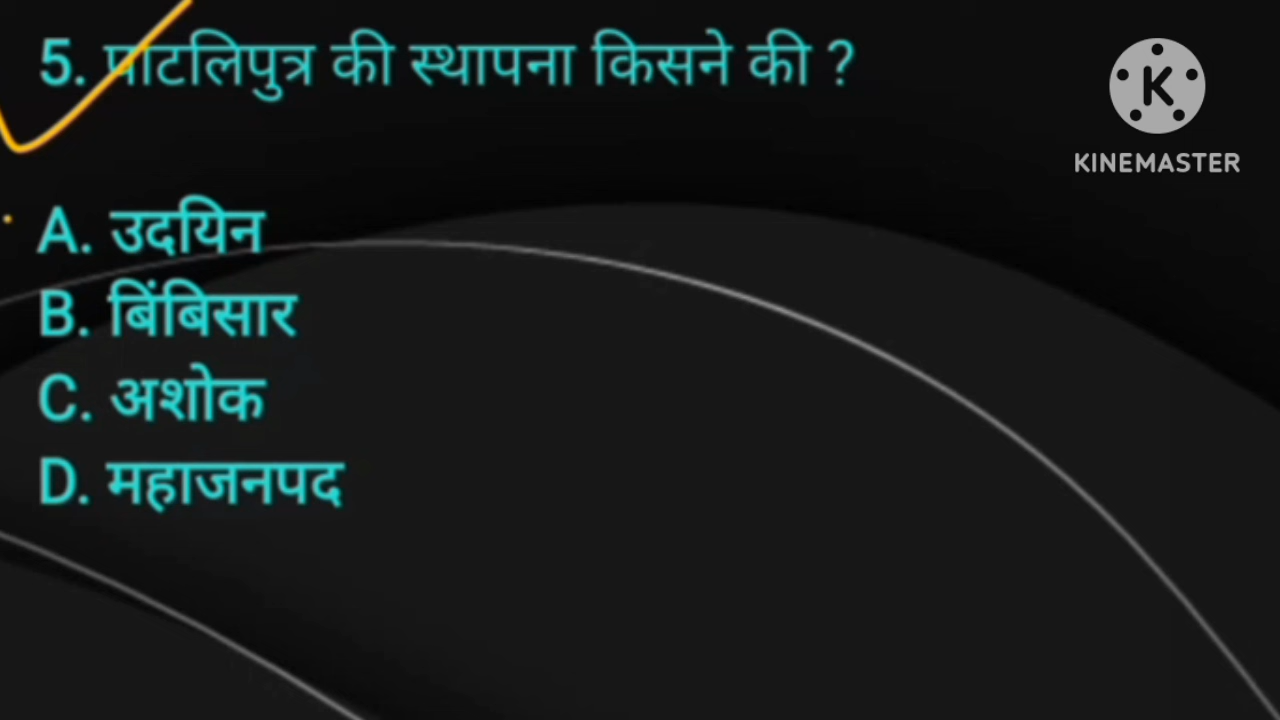 5. पाटलिपुत्र की स्थापना किसने की ?
K
KINEMASTER
A. उदयिन
B. बिंबिसार
C. अशोक
D. महाजनपद